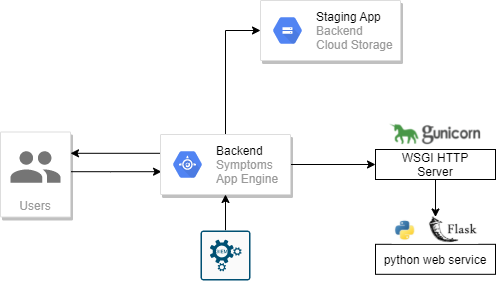 Staging App
Backend
Cloud Storage
Users
Backend
Symptoms
App Engine
gunicorn
WSGI HTTP
Server
Flask
python web service